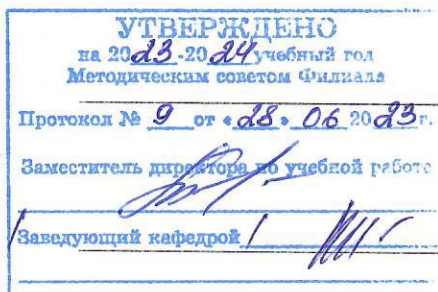 УТВЕРЖДЕНО
на 2023-2024 учебный год
Методическим советом Филиала
Протокол № 9 от «28» 06 2023 г.
Заместитель директора по учебной работе
Заведующий кафедрой